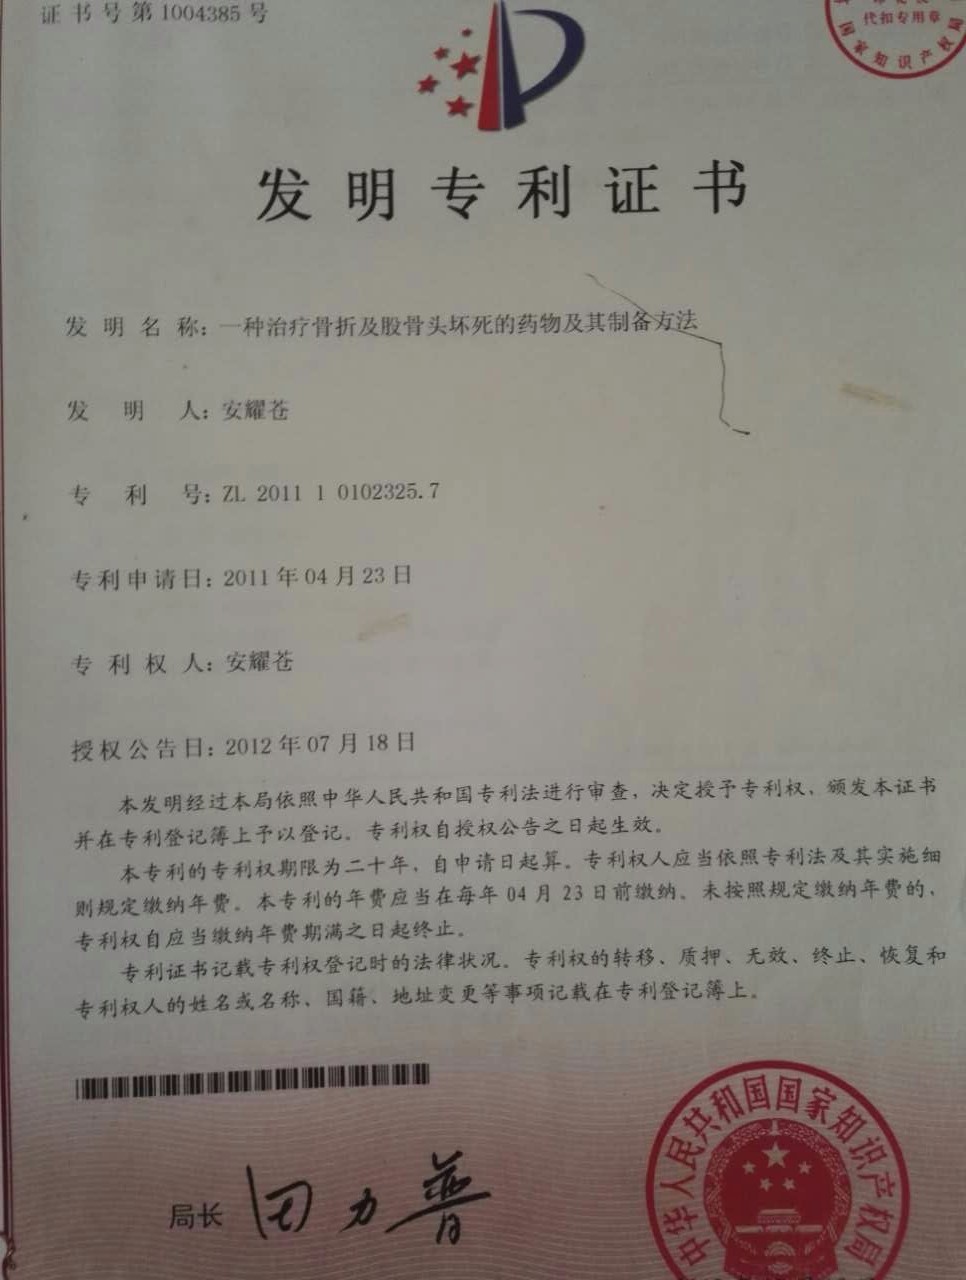 证书号第1004385号
代扣专用章
国家知识产权局
发明专利证书
发明名称：一种治疗骨折及股骨头坏死的药物及其制备方法
发明人：安耀苍
专利号：ZL 2011 1 0102325.7
专利申请日：2011年04月23日
专利权人：安耀苍
授权公告日：2012年07月18日
本发明经过本局依照中华人民共和国专利法进行审查，决定授予专利权，颁发本证书
并在专利登记簿上予以登记。专利权自授权公告之日起生效。
本专利的专利权期限为二十年，自申请日起算。专利权人应当依照专利法及其实施细
则规定缴纳年费。本专利的年费应当在每年04月23日前缴纳。未按照规定缴纳年费的，
专利权自应当缴纳年费期满之日起终止。
专利证书记载专利权登记时的法律状况。专利权的转移、质押、无效、终止、恢复和
专利权人的姓名或名称、国籍、地址变更等事项记载在专利登记簿上。
局长 田力普
中华人民共和国国家知识产权局